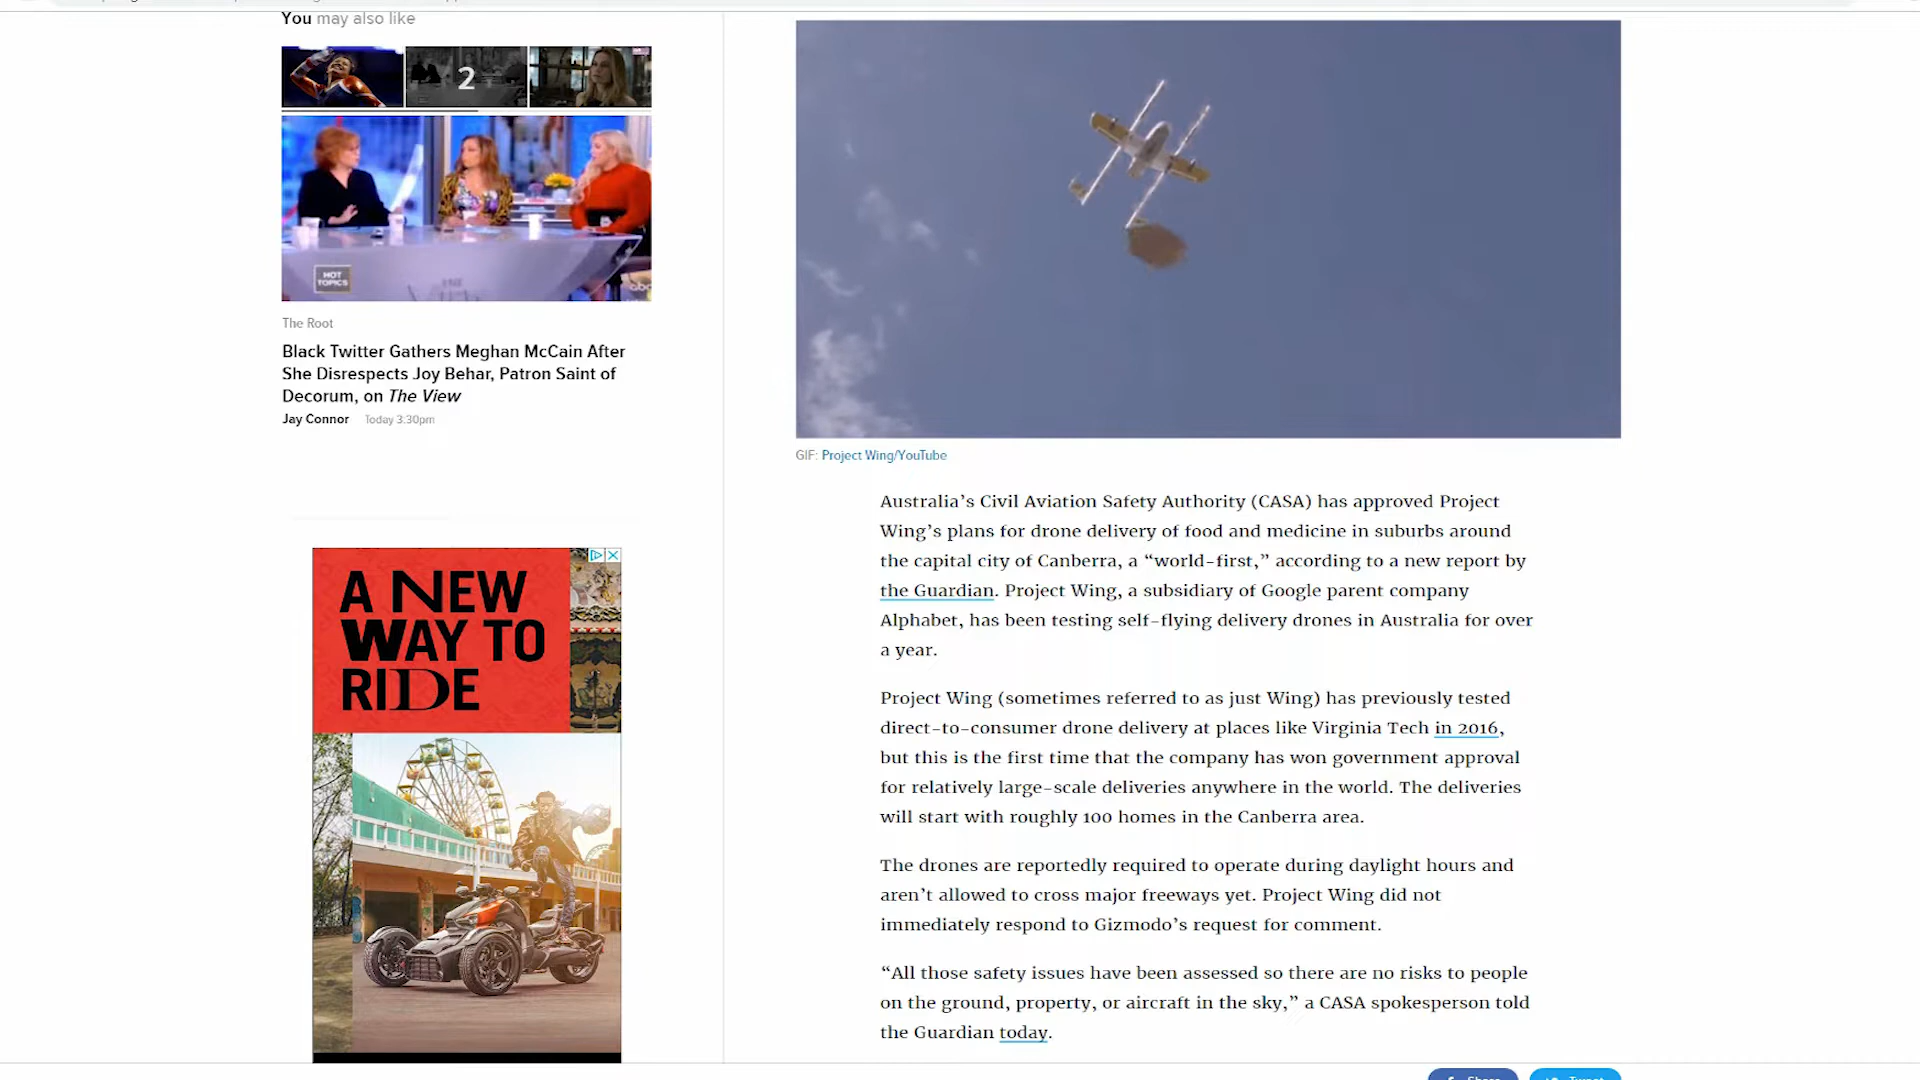 You may also like
2
HOT
TOPICS
abc
The Root
Black Twitter Gathers Meghan McCain After
She Disrespects Joy Behar, Patron Saint of
Decorum, on The View
Jay Connor Today 3:30pm
A NEW
WAY TO
RIDE
GIF: Project Wing/YouTube
Australia’s Civil Aviation Safety Authority (CASA) has approved Project
Wing’s plans for drone delivery of food and medicine in suburbs around
the capital city of Canberra, a “world-first,” according to a new report by
the Guardian. Project Wing, a subsidiary of Google parent company
Alphabet, has been testing self-flying delivery drones in Australia for over
a year.
Project Wing (sometimes referred to as just Wing) has previously tested
direct-to-consumer drone delivery at places like Virginia Tech in 2016,
but this is the first time that the company has won government approval
for relatively large-scale deliveries anywhere in the world. The deliveries
will start with roughly 100 homes in the Canberra area.
The drones are reportedly required to operate during daylight hours and
aren’t allowed to cross major freeways yet. Project Wing did not
immediately respond to Gizmodo’s request for comment.
“All those safety issues have been assessed so there are no risks to people
on the ground, property, or aircraft in the sky,” a CASA spokesperson told
the Guardian today.